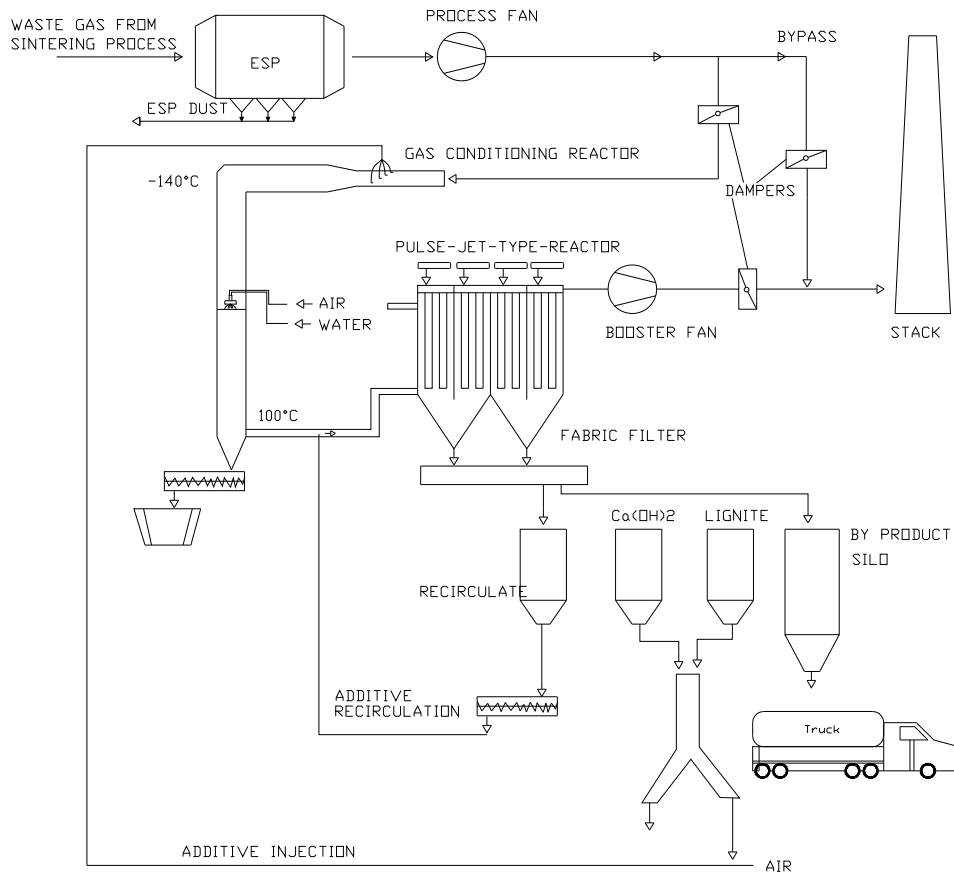 PROCESS FAN
WASTE GAS FROM
SINTERING PROCESS
BYPASS
ESP
ESP DUST
GAS CONDITIONING REACTOR
-140°C
DAMPERS
PULSE-JET-TYPE-REACTOR
AIR
WATER
BOOSTER FAN
STACK
100°C
FABRIC FILTER
Ca(OH)2
LIGNITE
BY PRODUCT
SILO
RECIRCULATE
ADDITIVE
RECIRCULATION
Truck
ADDITIVE INJECTION
AIR